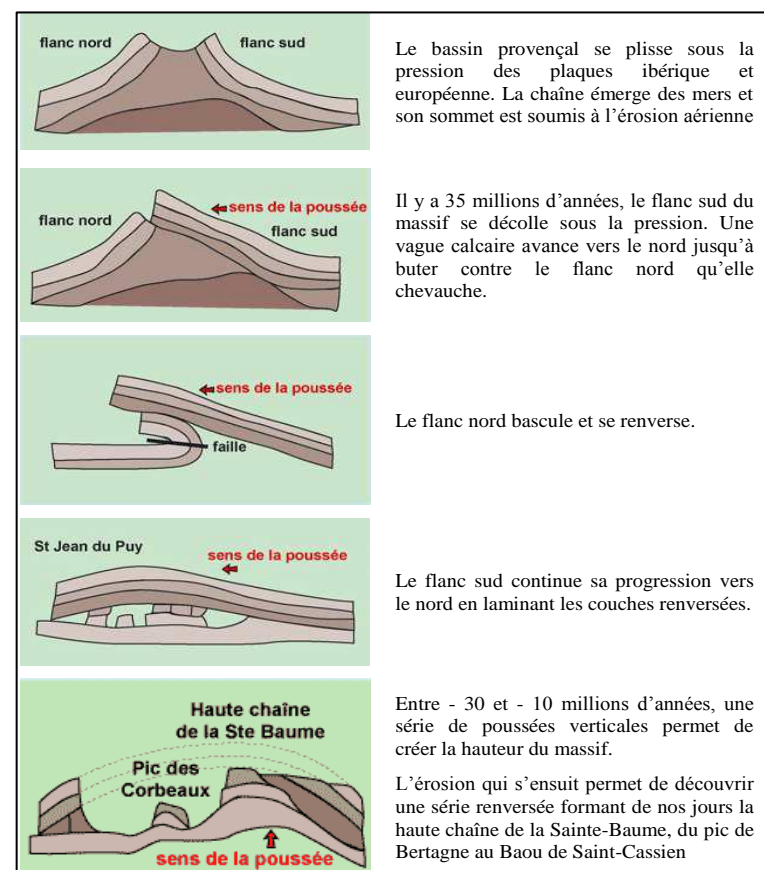 flanc nord
flanc sud
Le bassin provençal se plisse sous la
pression des plaques ibérique et
européenne. La chaîne émerge des mers et
son sommet est soumis à l'érosion aérienne
flanc nord
sens de la poussée
flanc sud
Il y a 35 millions d'années, le flanc sud du
massif se décolle sous la pression. Une
vague calcaire avance vers le nord jusqu'à
buter contre le flanc nord qu'elle
chevauche.
sens de la poussée
faille
Le flanc nord bascule et se renverse.
St Jean du Puy
sens de la poussée
Le flanc sud continue sa progression vers
le nord en laminant les couches renversées.
Haute chaîne
de la Ste Baume
Pic des
Corbeaux
sens de la poussée
Entre - 30 et - 10 millions d'années, une
série de poussées verticales permet de
créer la hauteur du massif.
L'érosion qui s'ensuit permet de découvrir
une série renversée formant de nos jours la
haute chaîne de la Sainte-Baume, du pic de
Bertagne au Baou de Saint-Cassien